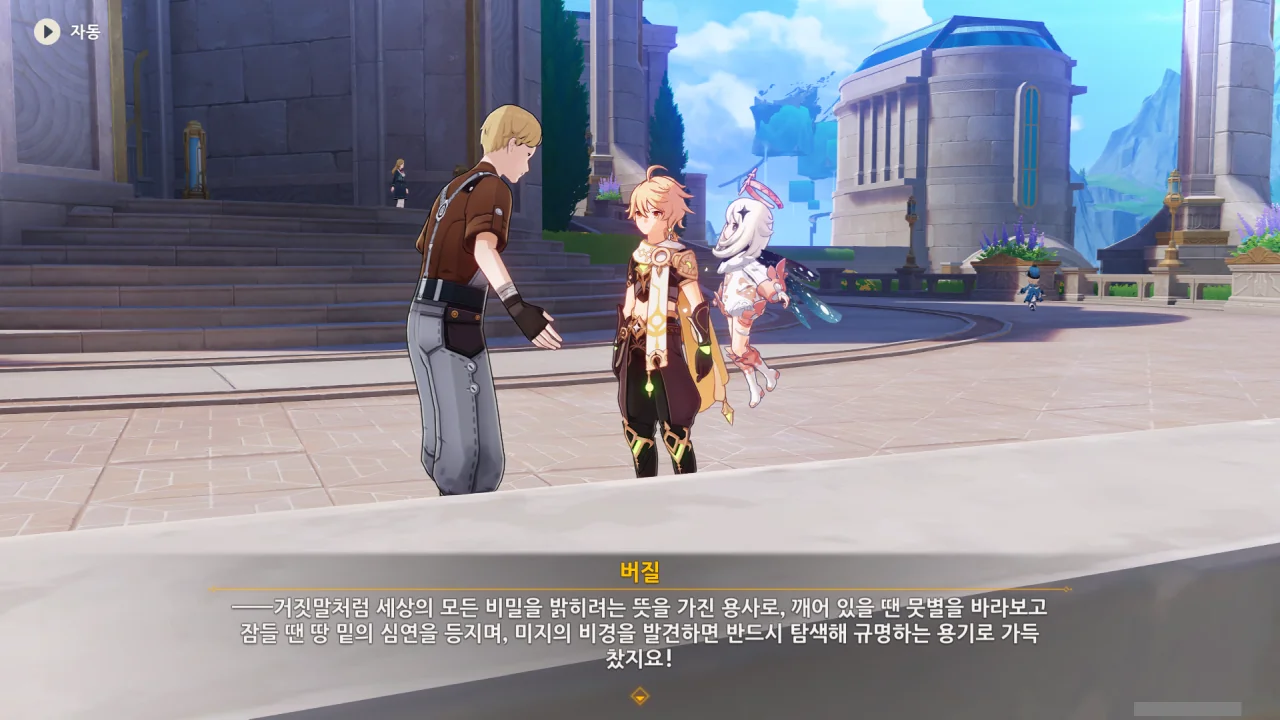 자동
버질
──거짓말처럼 세상의 모든 비밀을 밝히려는 뜻을 가진 용사로, 깨어 있을 땐 뭇별을 바라보고
잠들 땐 땅 밑의 심연을 등지며, 미지의 비경을 발견하면 반드시 탐색해 규명하는 용기로 가득
찼지요!